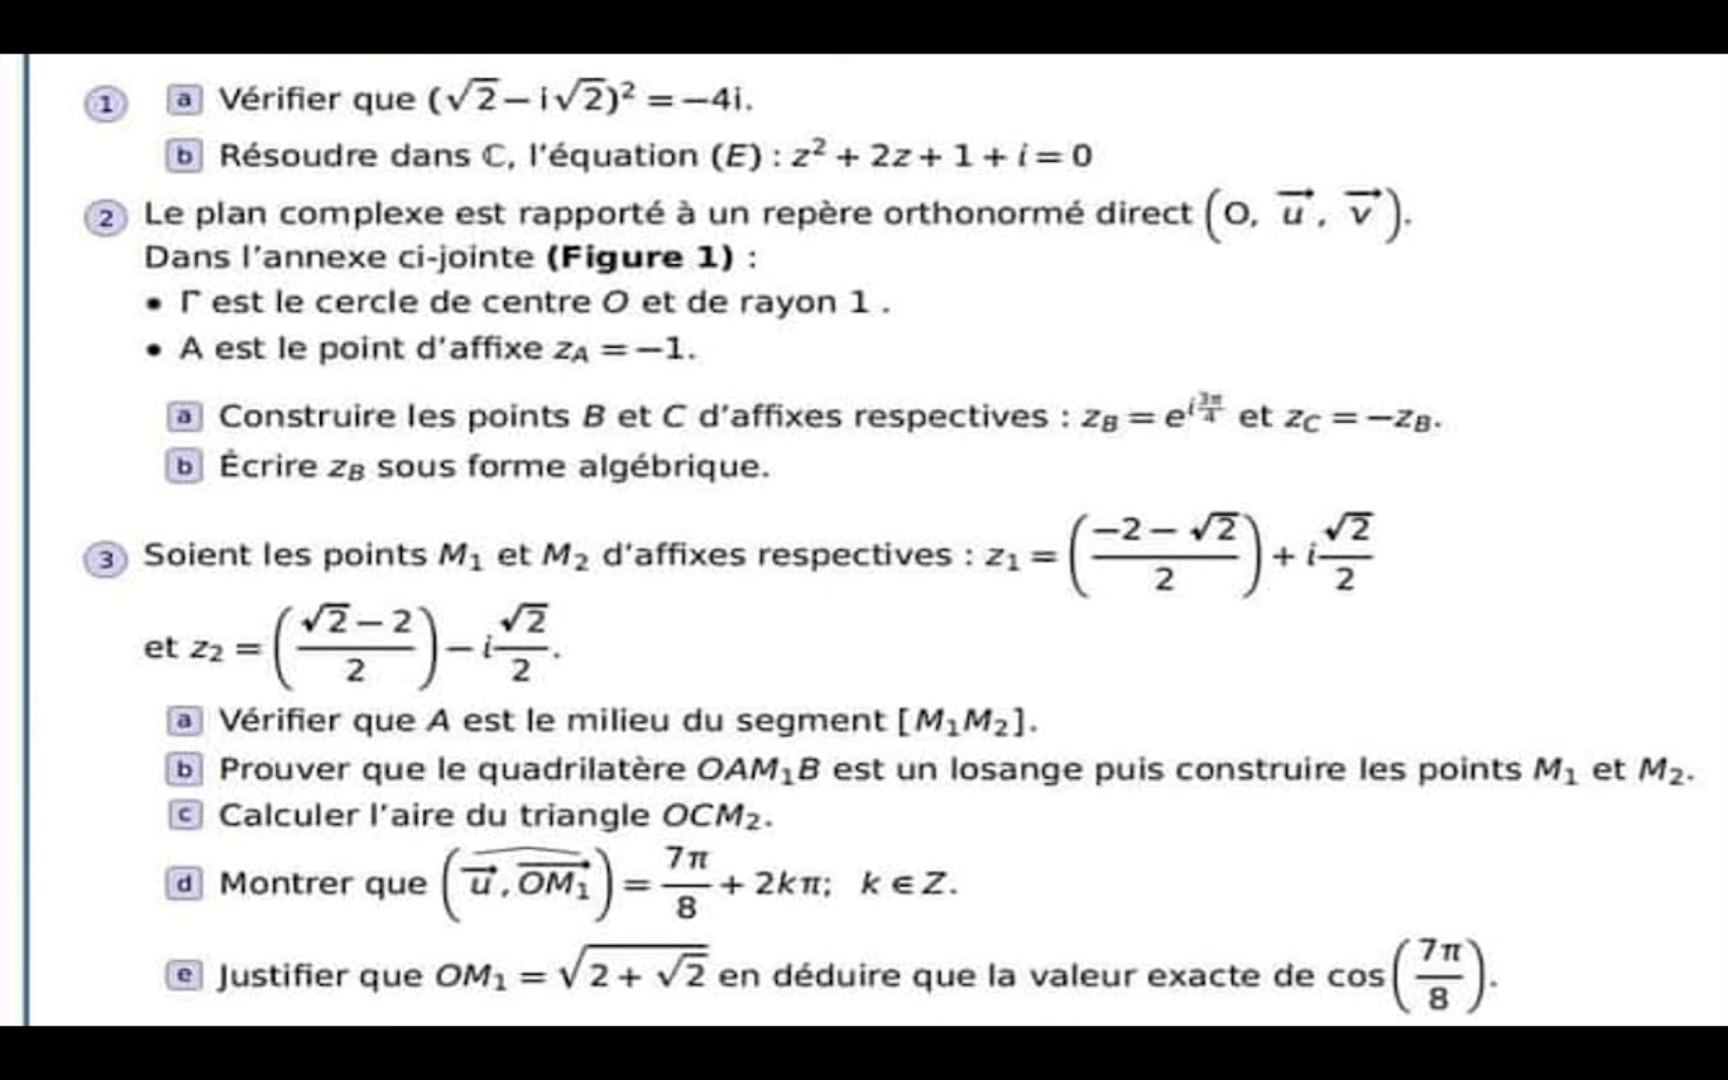 1 a Vérifier que (√2 − i√2)² = −4i.
b Résoudre dans ℂ, l'équation (E) : z² + 2z + 1 + i = 0
2 Le plan complexe est rapporté à un repère orthonormé direct (O, u⃗, v⃗).
Dans l'annexe ci-jointe (Figure 1) :
• Γ est le cercle de centre O et de rayon 1 .
• A est le point d'affixe z_A = −1.
a Construire les points B et C d'affixes respectives : z_B = e^(i3π/4) et z_C = −z_B.
b Écrire z_B sous forme algébrique.
3 Soient les points M₁ et M₂ d'affixes respectives : z₁ = ((−2 − √2)/2) + i√2/2
et z₂ = ((√2 − 2)/2) − i√2/2.
a Vérifier que A est le milieu du segment [M₁M₂].
b Prouver que le quadrilatère OAM₁B est un losange puis construire les points M₁ et M₂.
c Calculer l'aire du triangle OCM₂.
d Montrer que (u⃗, OM₁⃗) = 7π/8 + 2kπ; k ∈ Z.
e Justifier que OM₁ = √(2 + √2) en déduire que la valeur exacte de cos(7π/8).